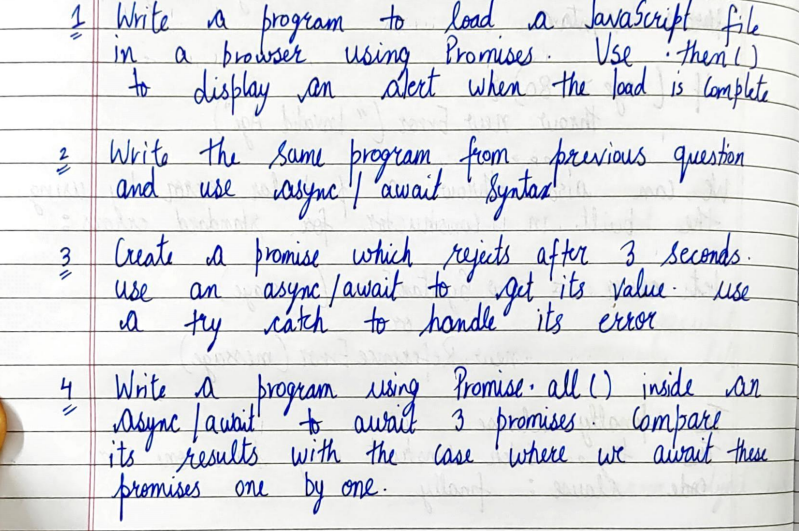 1 Write a program to load a JavaScript file
in a browser using Promises. Use .then()
to display an alert when the load is complete
2 Write the same program from previous question
and use async / await Syntax
3 Create a promise which rejects after 3 seconds.
use an async / await to get its value. use
a try catch to handle its error
4 Write a program using Promise.all() inside an
async / await to await 3 promises. Compare
its results with the case where we await these
promises one by one.